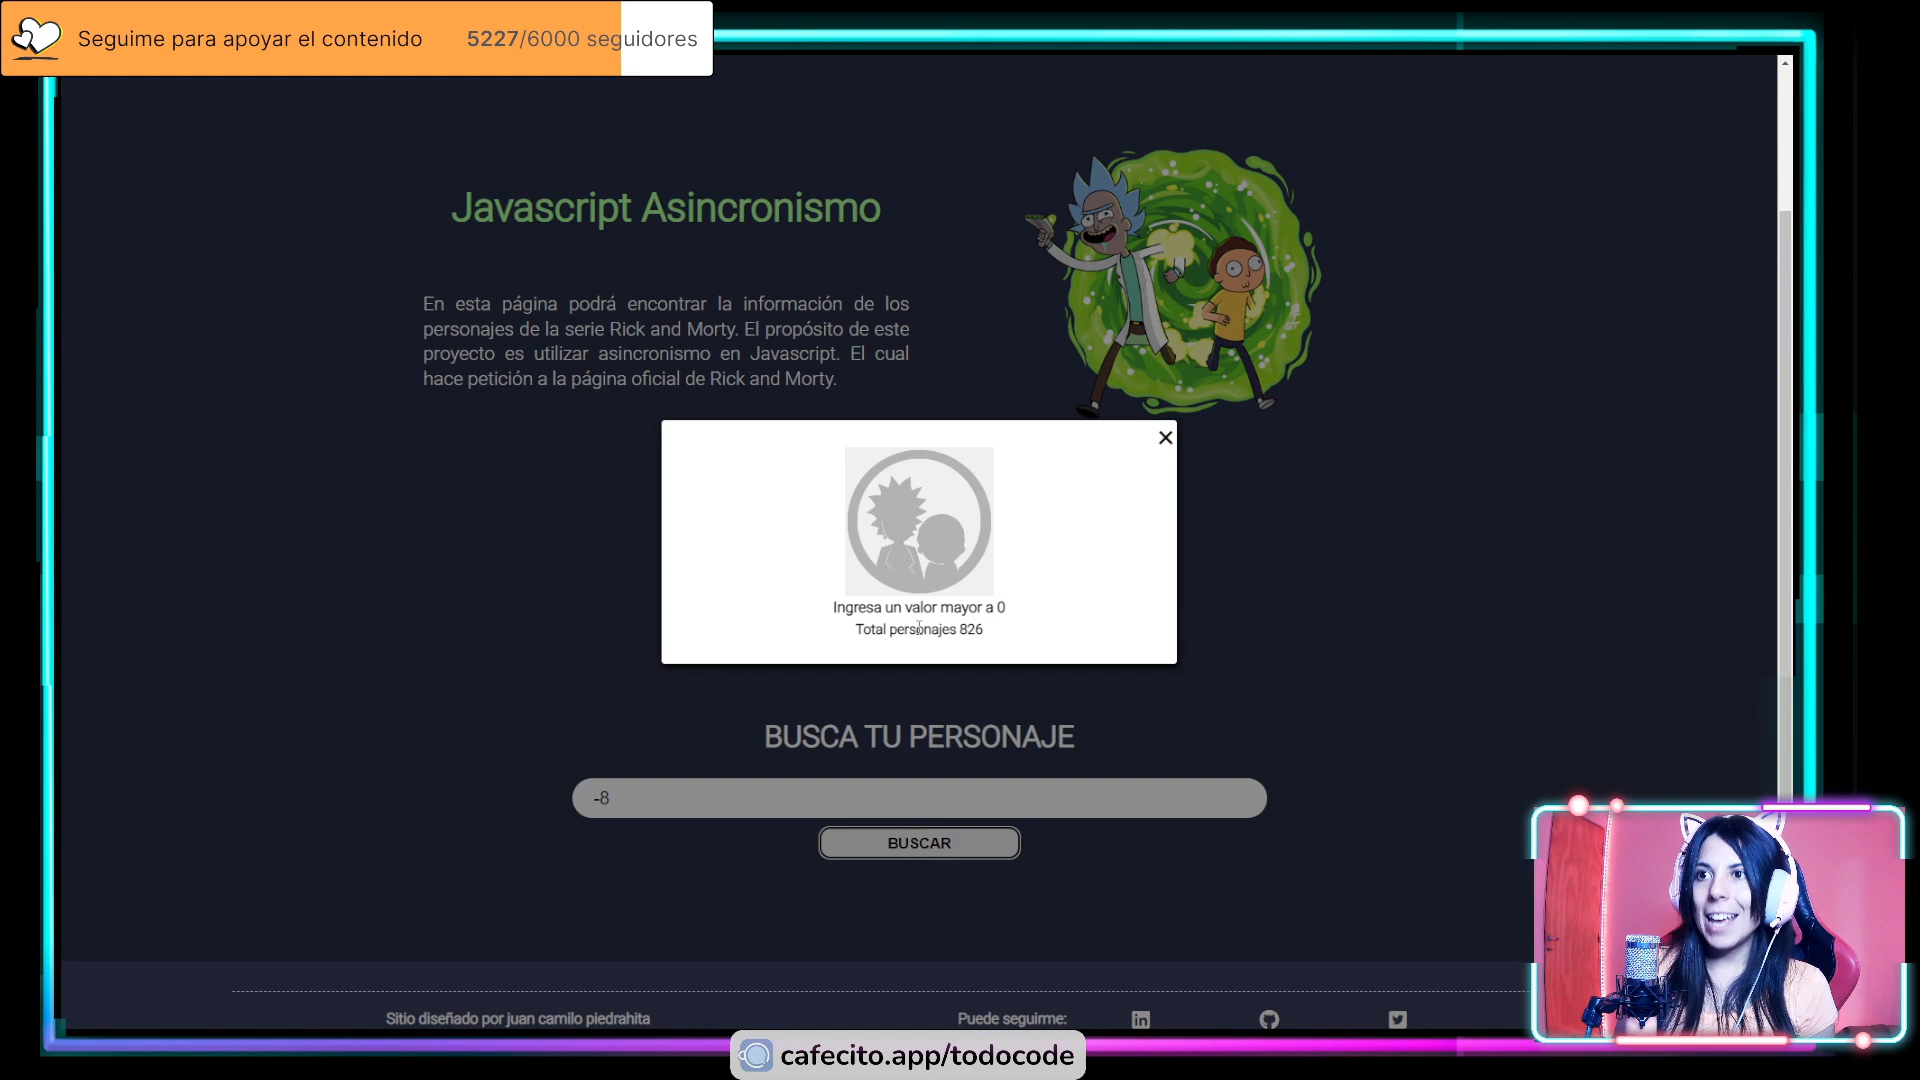 Seguime para apoyar el contenido 5227/6000 seguidores
Javascript Asincronismo
En esta página podrá encontrar la información de los
personajes de la serie Rick and Morty. El propósito de este
proyecto es utilizar asincronismo en Javascript. El cual
hace petición a la página oficial de Rick and Morty.
Ingresa un valor mayor a 0
Total personajes 826
BUSCA TU PERSONAJE
-8
BUSCAR
Sitio diseñado por juan camilo piedrahita
Puede seguirme:
cafecito.app/todocode